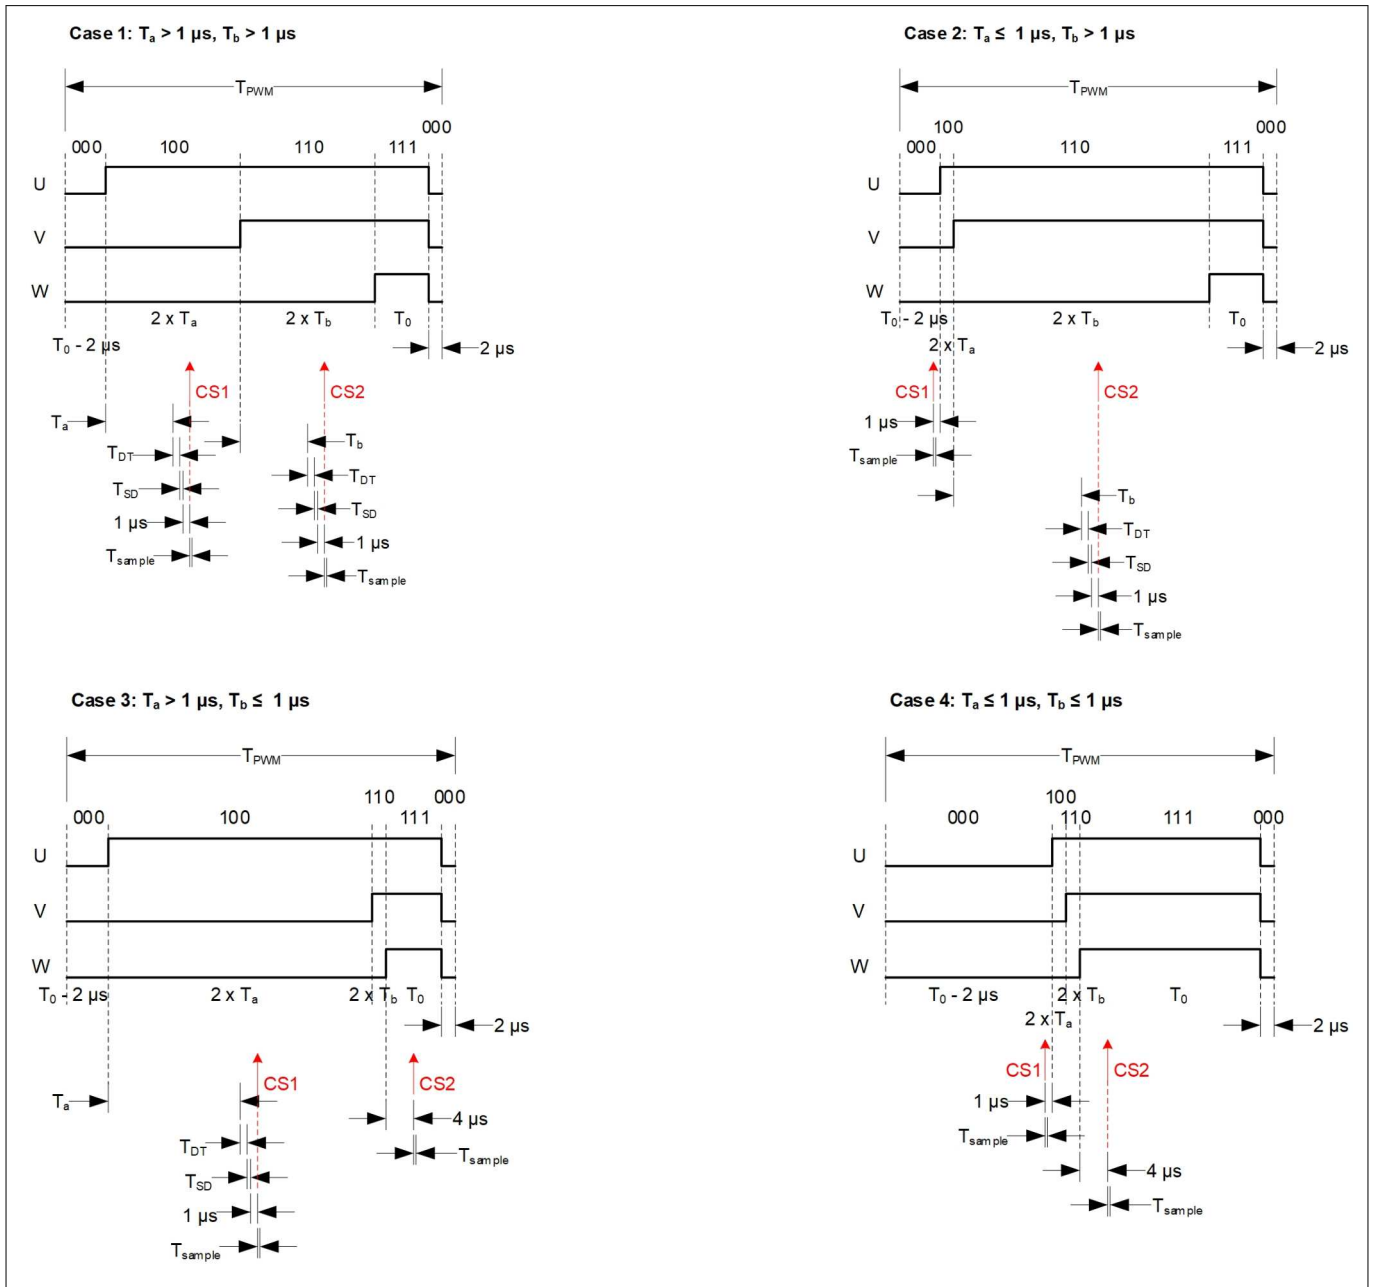 Case 1: Ta > 1 µs, Tb > 1 µs
TPWM
000
000 100 110 111
U
V
W
2 x Ta 2 x Tb T0
T0 - 2 µs 2 µs
CS1 CS2
Ta Tb
TDT TDT
TSD TSD
1 µs 1 µs
Tsample Tsample
Case 2: Ta ≤ 1 µs, Tb > 1 µs
TPWM
100 000
000 110 111
T0 - 2 µs 2 x Tb T0
2 x Ta 2 µs
CS1 CS2
1 µs
Tsample
Tb
TDT
TSD
1 µs
Tsample
Case 3: Ta > 1 µs, Tb ≤ 1 µs
TPWM
110 000
000 100 111
U
V
W
T0 - 2 µs 2 x Ta 2 x Tb T0
2 µs
CS1 CS2
Ta 4 µs
TDT Tsample
TSD
1 µs
Tsample
Case 4: Ta ≤ 1 µs, Tb ≤ 1 µs
TPWM
100
000 110 111 000
U
V
W
T0 - 2 µs 2 x Tb T0
2 x Ta 2 µs
CS1 CS2
1 µs
Tsample
4 µs
Tsample